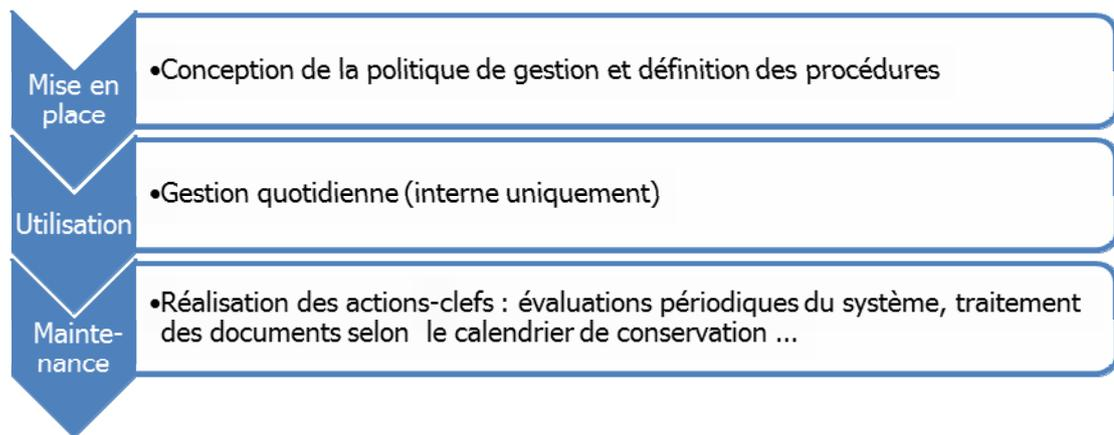 Mise en
place
•Conception de la politique de gestion et définition des procédures
Utilisation
•Gestion quotidienne (interne uniquement)
Mainte-
nance
•Réalisation des actions-clefs : évaluations périodiques du système, traitement
des documents selon le calendrier de conservation ...